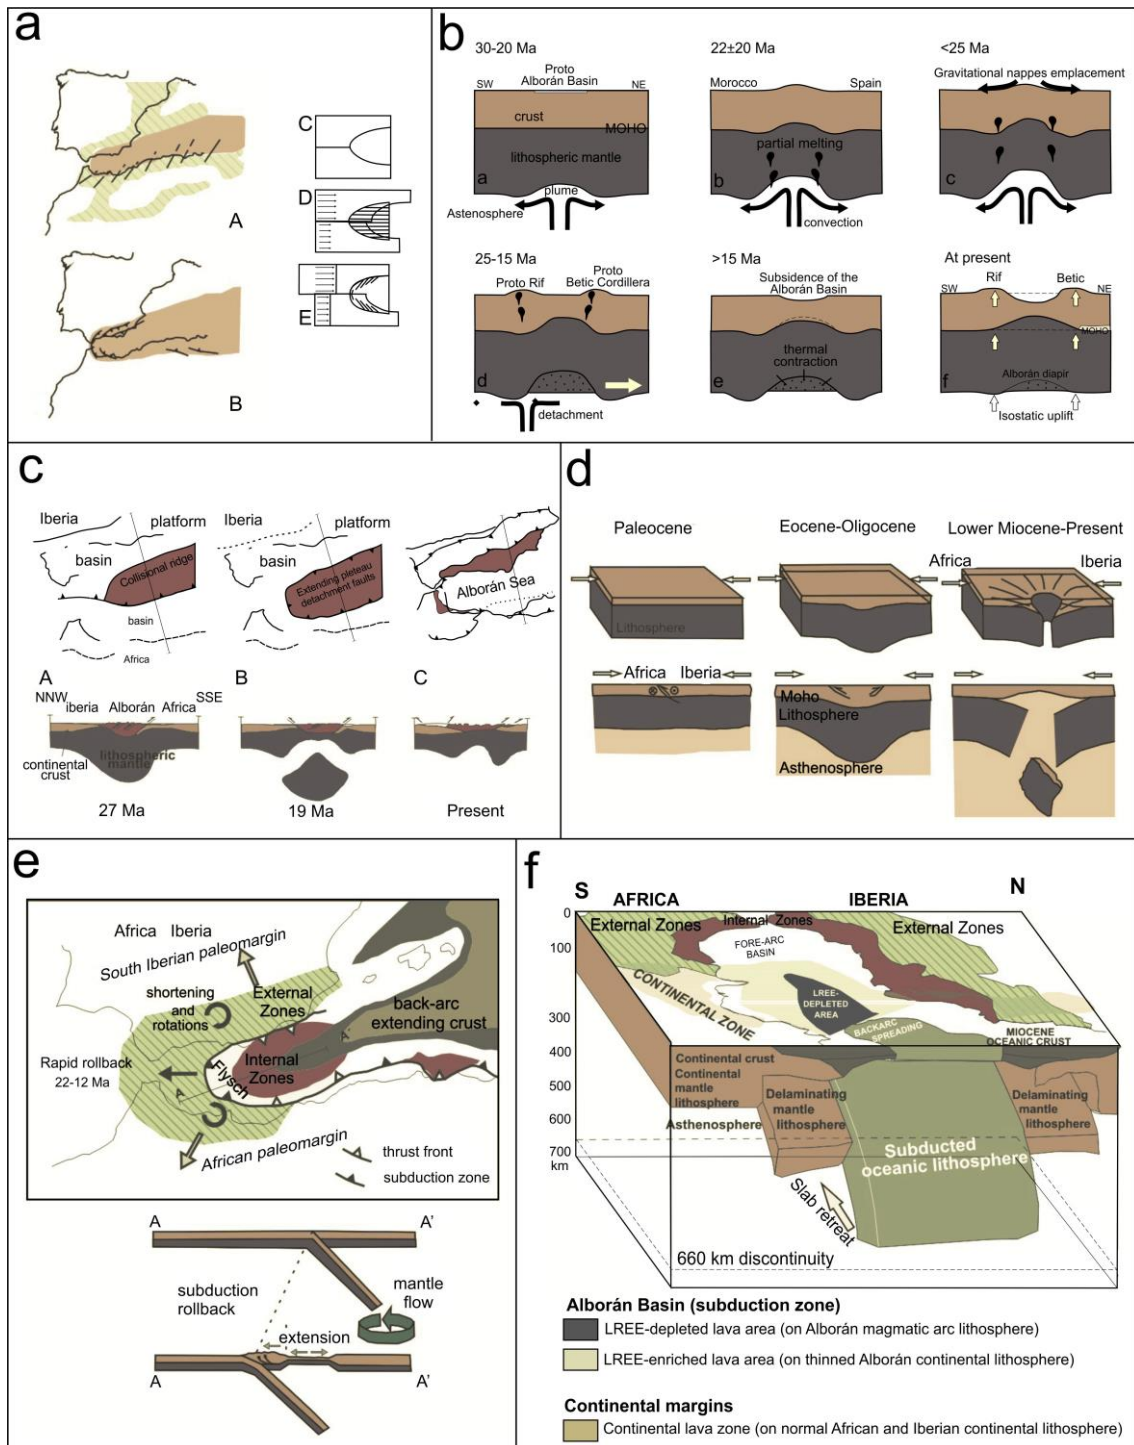 a
A
B
C
D
E
b
30-20 Ma
Proto
Alborán Basin
SW
NE
crust
MOHO
lithospheric mantle
a
plume
Astenosphere
22±20 Ma
Morocco
Spain
partial melting
b
convection
<25 Ma
Gravitational nappes emplacement
c
25-15 Ma
Proto Rif
Proto
Betic Cordillera
d
detachment
>15 Ma
Subsidence of the
Alborán Basin
thermal
contraction
e
At present
SW
Rif
Betic
NE
MOHO
Alborán diapir
f
Isostatic uplift
c
Iberia
platform
basin
Collisional ridge
basin
Africa
Iberia
platform
basin
Extending pleteau
detachment faults
Alborán Sea
A
NNW
SSE
iberia
Alborán
Africa
continental
crust
lithospheric
mantle
27 Ma
B
19 Ma
C
Present
d
Paleocene
Eocene-Oligocene
Lower Miocene-Present
Africa
Iberia
Lithosphere
Africa
Iberia
Moho
Lithosphere
Asthenosphere
e
Africa
Iberia
South Iberian paleomargin
shortening
and
rotations
External
Zones
back-arc
extending crust
A'
Internal
Zones
Rapid rollback
22-12 Ma
Flysch
A
African paleomargin
thrust front
subduction zone
A
A'
subduction
rollback
mantle
flow
extension
A
A'
f
S
AFRICA
IBERIA
N
0
100
200
300
400
500
600
700
km
External Zones
Internal Zones
External Zones
FORE-ARC
BASIN
CONTINENTAL ZONE
LREE-
DEPLETED
AREA
BACKARC SPREADING
MIOCENE
OCEANIC CRUST
Continental crust
Continental
mantle
lithosphere
Asthenosphere
Delaminating
mantle
lithosphere
Delaminating
mantle
lithosphere
Subducted
oceanic lithosphere
Slab retreat
660 km discontinuity
Alborán Basin (subduction zone)
LREE-depleted lava area (on Alborán magmatic arc lithosphere)
LREE-enriched lava area (on thinned Alborán continental lithosphere)
Continental margins
Continental lava zone (on normal African and Iberian continental lithosphere)